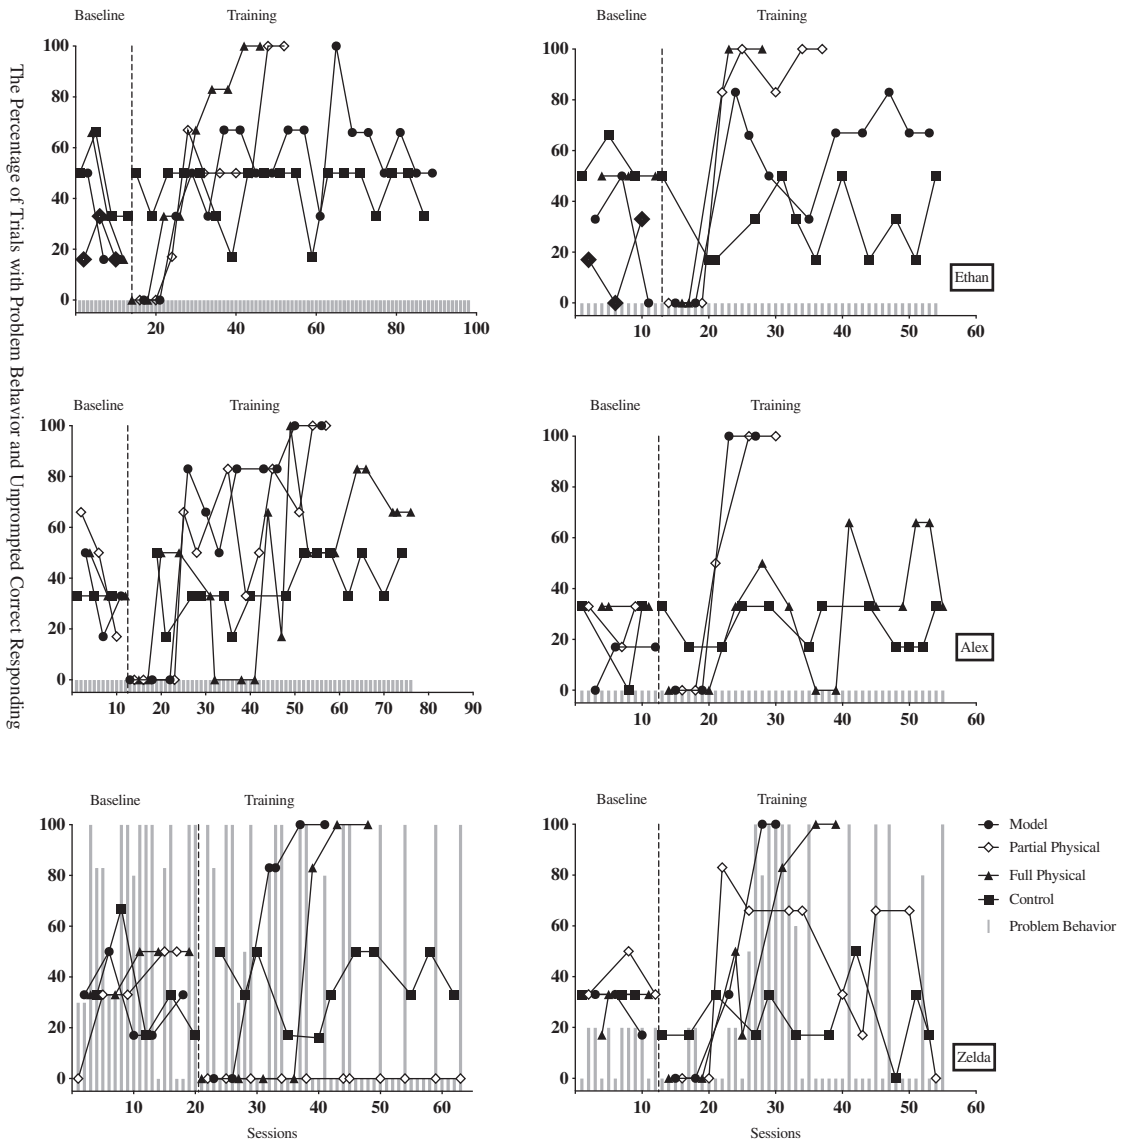 The Percentage of Trials with Problem Behavior and Unprompted Correct Responding
Baseline Training
100
80
60
40
20
0
20 40 60 80 100
Baseline Training
100
80
60
40
20
0
10 20 30 40 50 60
Ethan
Baseline Training
100
80
60
40
20
0
10 20 30 40 50 60 70 80 90
Baseline Training
100
80
60
40
20
0
10 20 30 40 50 60
Alex
Baseline Training
100
80
60
40
20
0
10 20 30 40 50 60
Sessions
Baseline Training
100
80
60
40
20
0
10 20 30 40 50 60
Sessions
Zelda
Model
Partial Physical
Full Physical
Control
Problem Behavior